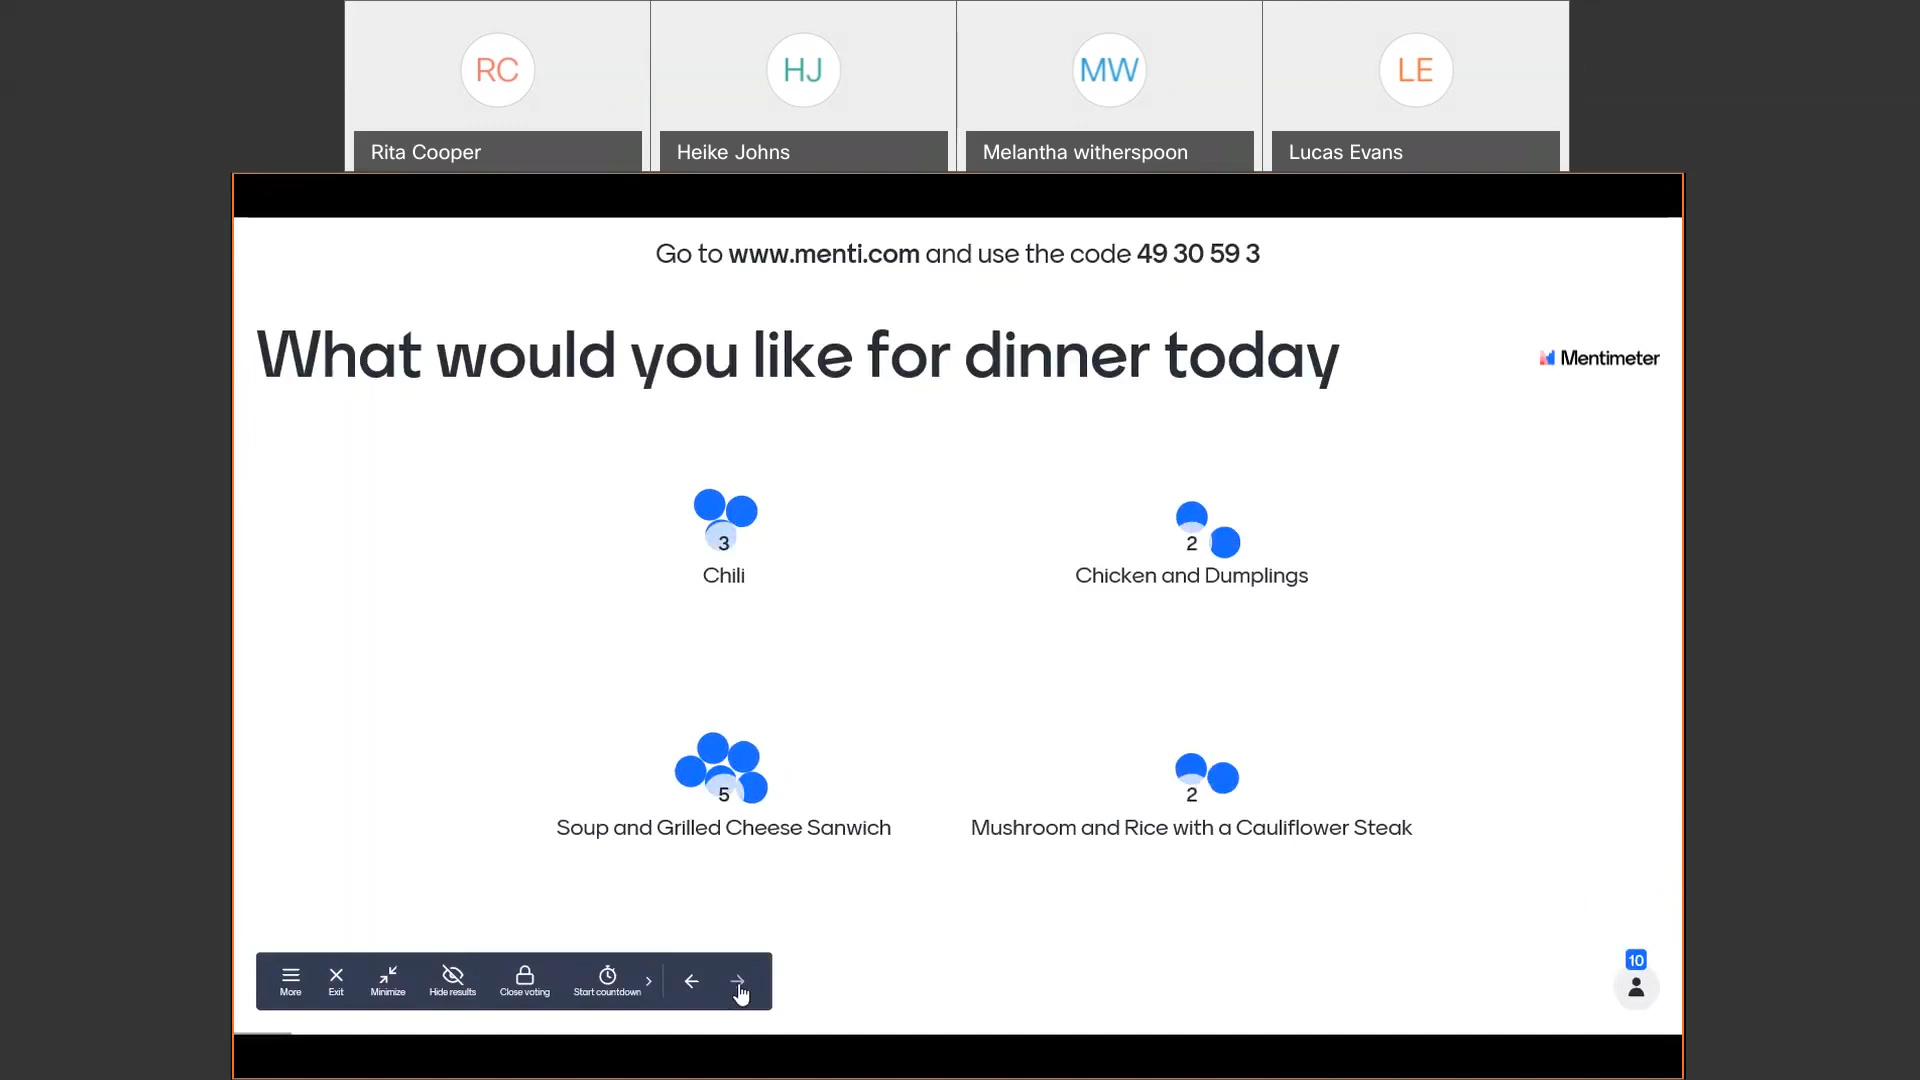 RC
HJ
MW
LE
Rita Cooper
Heike Johns
Melantha witherspoon
Lucas Evans
Go to www.menti.com and use the code 49 30 59 3
What would you like for dinner today
Mentimeter
3
Chili
2
Chicken and Dumplings
5
Soup and Grilled Cheese Sanwich
2
Mushroom and Rice with a Cauliflower Steak
More
Exit
Minimize
Hide results
Close voting
Start countdown
10